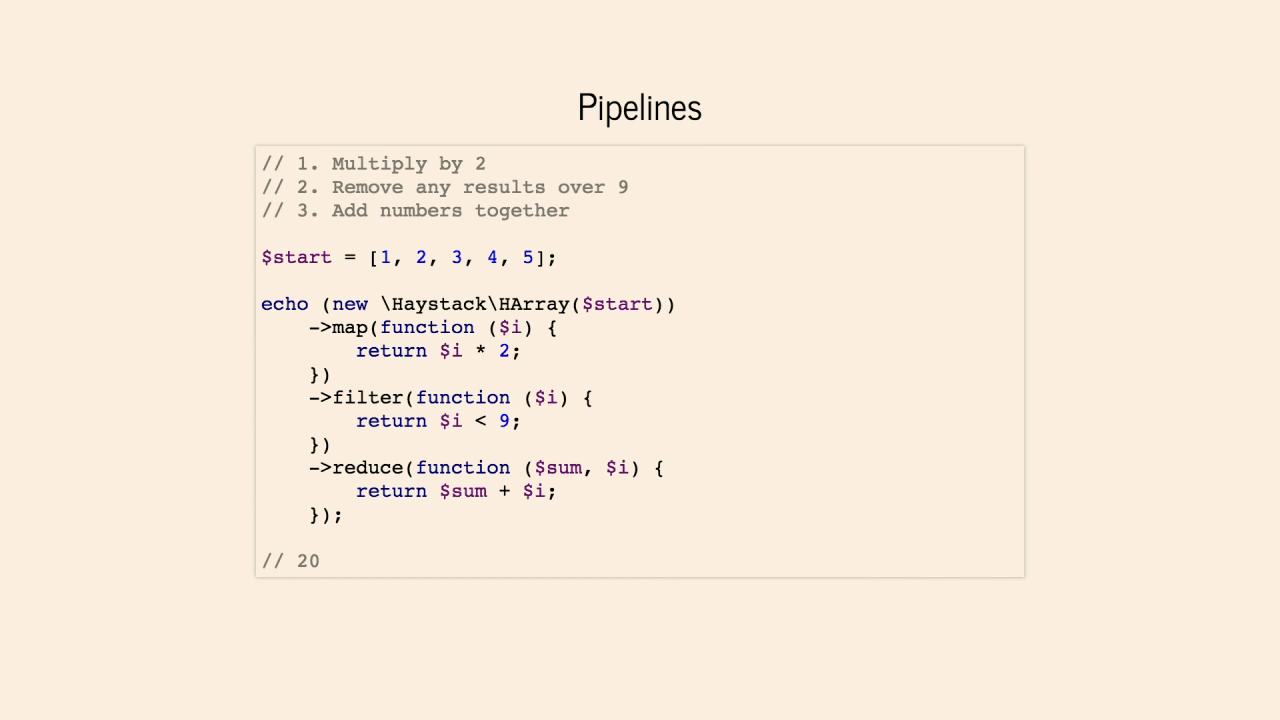 Pipelines
// 1. Multiply by 2
// 2. Remove any results over 9
// 3. Add numbers together
$start = [1, 2, 3, 4, 5];
echo (new \Haystack\HArray($start))
    ->map(function ($i) {
        return $i * 2;
    })
    ->filter(function ($i) {
        return $i < 9;
    })
    ->reduce(function ($sum, $i) {
        return $sum + $i;
    });
// 20